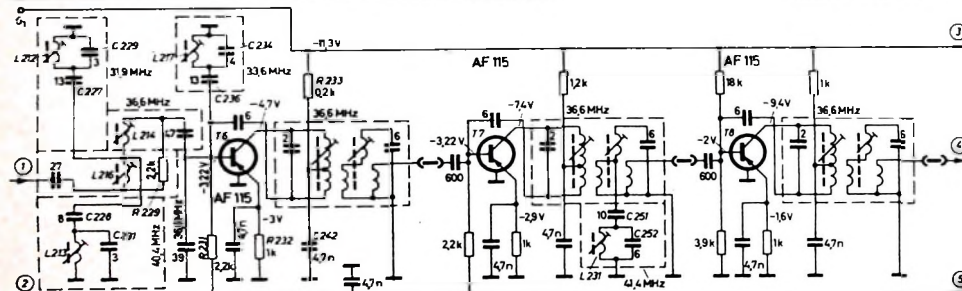 C229
L212
3
31,9 MHz
13
C227
C234
L217
4
33,6 MHz
13
C236
36,6 MHz
L214
47
L216
2,2k
1
27
R229
8
C228
C231
L213
3
2
40,4 MHz
39
-3,22V
R231
2,2k
6
-4,7V
T6
AF 115
4,7n
-3V
R232
1k
-11,3V
R233
0,2k
36,6 MHz
2
6
C242
4,7n
4,7n
AF 115
6
-7,4V
-3,22V
T7
6
600
2,2k
-2,9V
4,7n
1k
1,2k
36,6 MHz
2
6
4,7n
10
C251
C252
6
L231
41,4 MHz
AF 115
18k
6
-9,4V
-2V
T8
6
600
3,9k
-1,6V
4,7n
1k
1k
36,6 MHz
2
6
4,7n
3
4
5